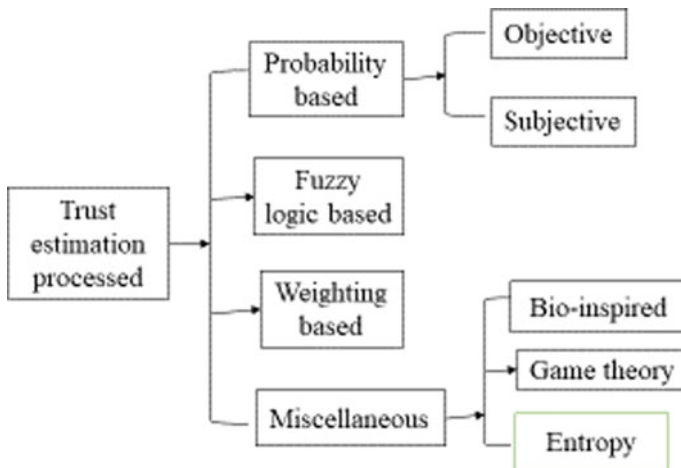 Objective
Probability
based
Subjective
Fuzzy
logic based
Trust
estimation
processed
Weighting
based
Bio-inspired
Game theory
Miscellaneous
Entropy